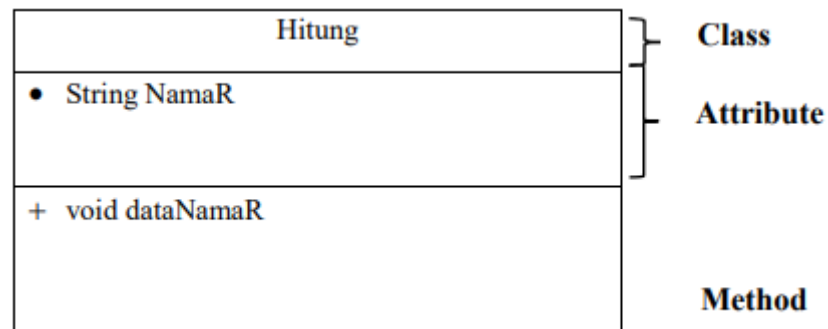 Hitung
Class
• String NamaR
Attribute
+ void dataNamaR
Method